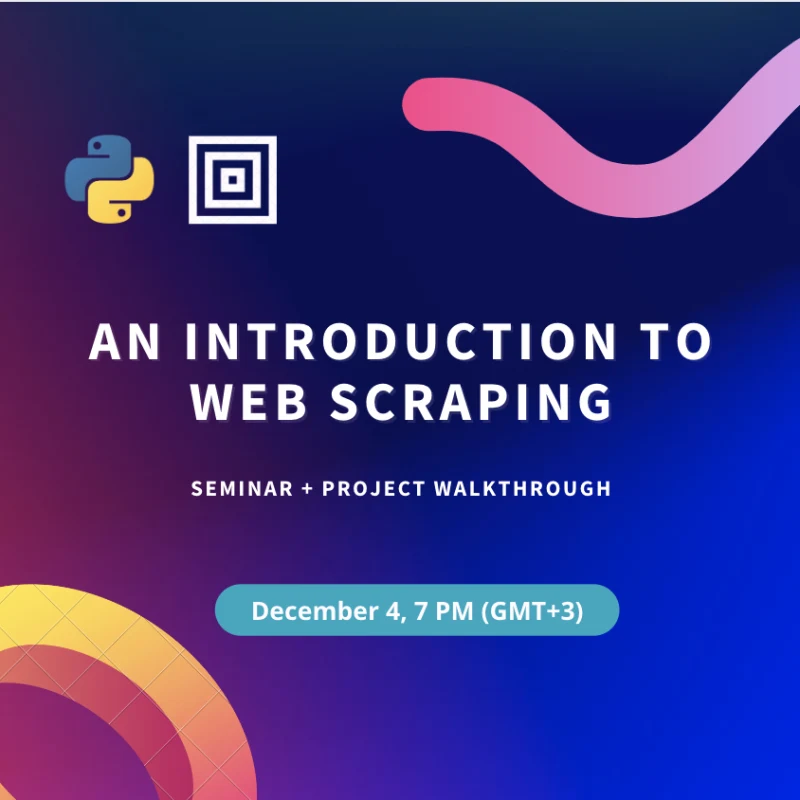 AN INTRODUCTION TO
WEB SCRAPING
SEMINAR + PROJECT WALKTHROUGH
December 4, 7 PM (GMT+3)